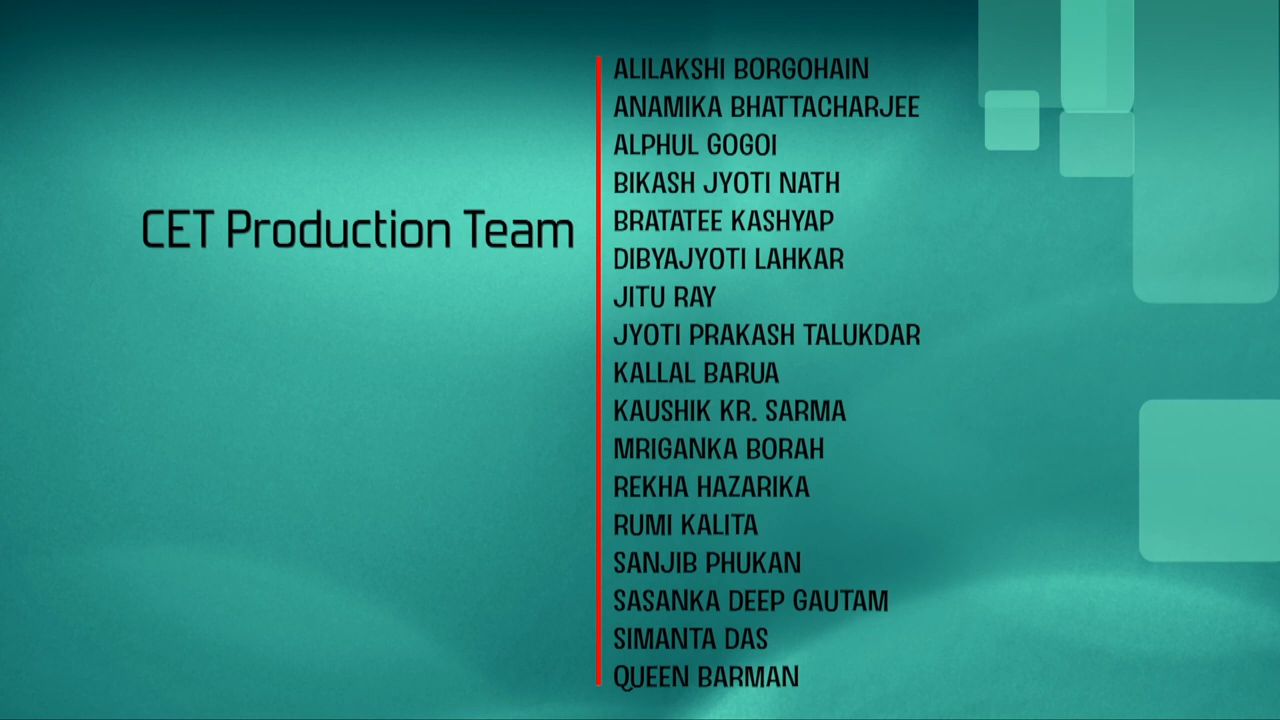 CET Production Team
ALILAKSHI BORGOHAIN
ANAMIKA BHATTACHARJEE
ALPHUL GOGOI
BIKASH JYOTI NATH
BRATATEE KASHYAP
DIBYAJYOTI LAHKAR
JITU RAY
JYOTI PRAKASH TALUKDAR
KALLAL BARUA
KAUSHIK KR. SARMA
MRIGANKA BORAH
REKHA HAZARIKA
RUMI KALITA
SANJIB PHUKAN
SASANKA DEEP GAUTAM
SIMANTA DAS
QUEEN BARMAN